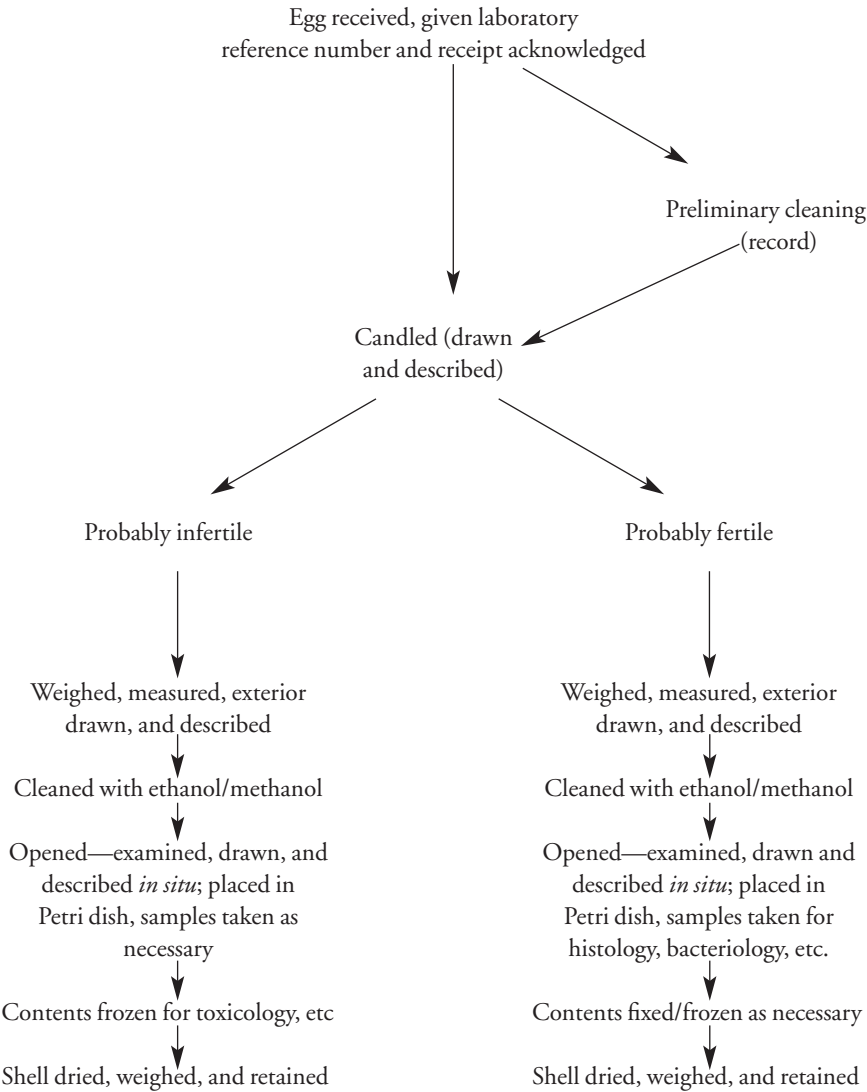 Egg received, given laboratory
reference number and receipt acknowledged
Preliminary cleaning
(record)
Candled (drawn
and described)
Probably infertile
Probably fertile
Weighed, measured, exterior
drawn, and described
Weighed, measured, exterior
drawn, and described
Cleaned with ethanol/methanol
Cleaned with ethanol/methanol
Opened—examined, drawn, and
described in situ; placed in
Petri dish, samples taken as
necessary
Opened—examined, drawn and
described in situ; placed in
Petri dish, samples taken for
histology, bacteriology, etc.
Contents frozen for toxicology, etc
Contents fixed/frozen as necessary
Shell dried, weighed, and retained
Shell dried, weighed, and retained